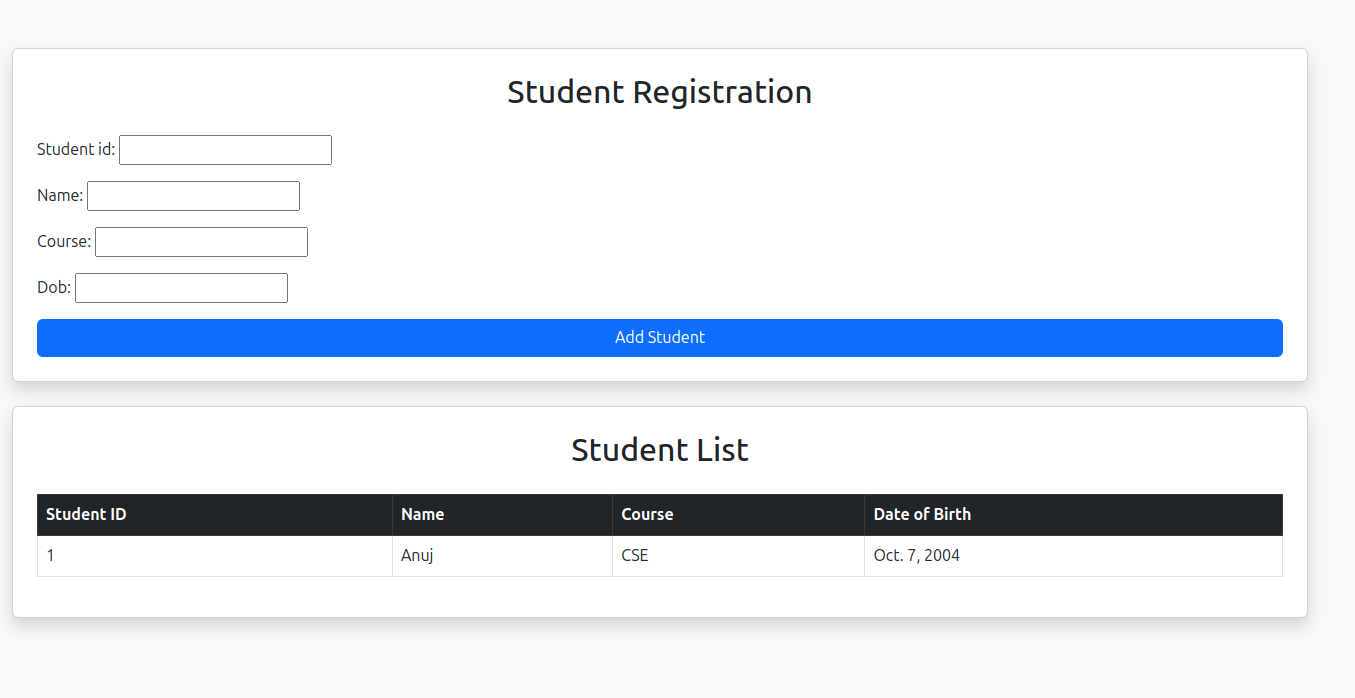 Student Registration
Student id:
Name:
Course:
Dob:
Add Student
Student List
Student ID Name Course Date of Birth
1 Anuj CSE Oct. 7, 2004